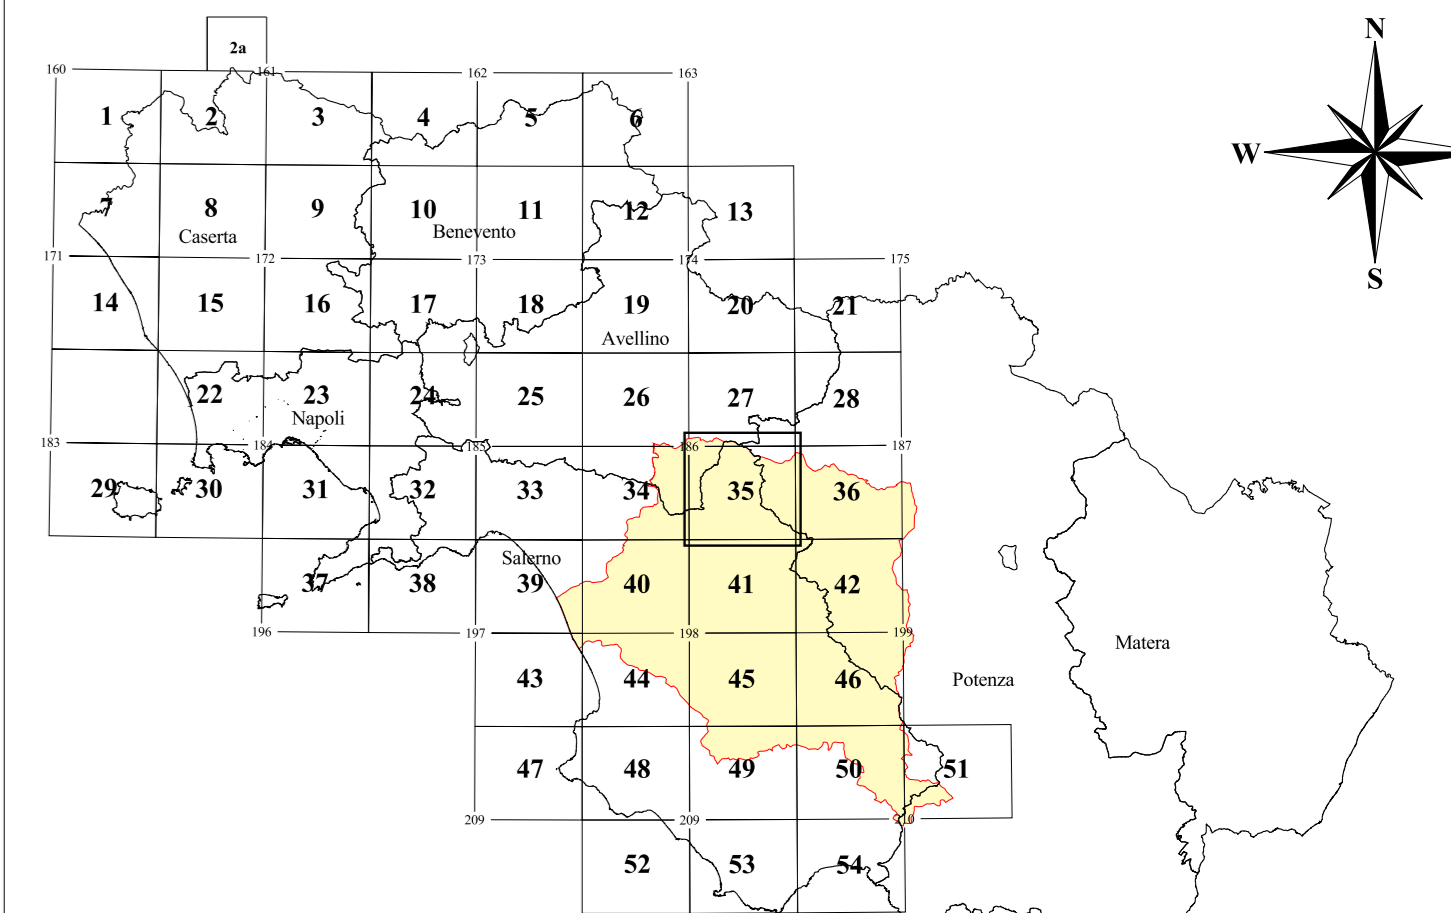 N
2a
160 161 162 163
1 2 3 4 5 6
W
7 8 9 10 11 12 13
Caserta Benevento
171 172 173 174 175
S
14 15 16 17 18 19 20 21
Avellino
22 23 24 25 26 27 28
Napoli
183 184 185 186 187
29 30 31 32 33 34 35 36
Salerno
37 38 39 40 41 42
196 197 198 199
Matera
43 44 45 46 Potenza
47 48 49 50 51
209 209 210
52 53 54